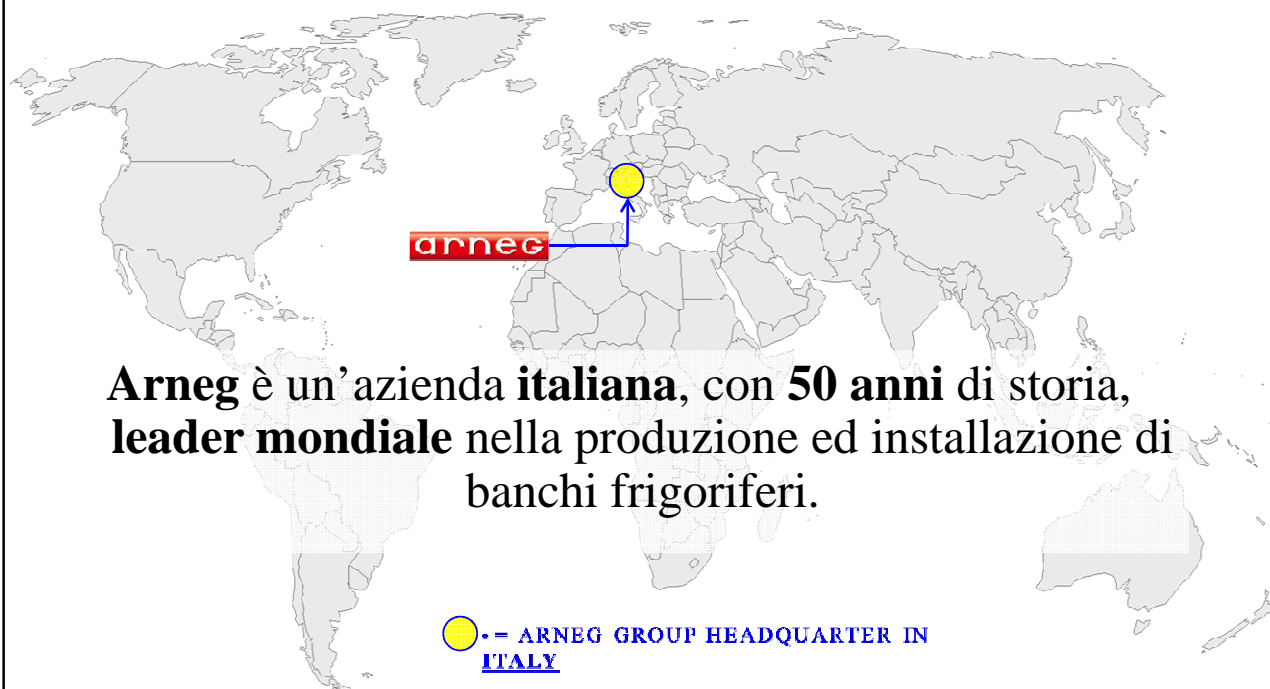 arneg
Arneg è un’azienda italiana, con 50 anni di storia,
leader mondiale nella produzione ed installazione di
banchi frigoriferi.
• = ARNEG GROUP HEADQUARTER IN
ITALY